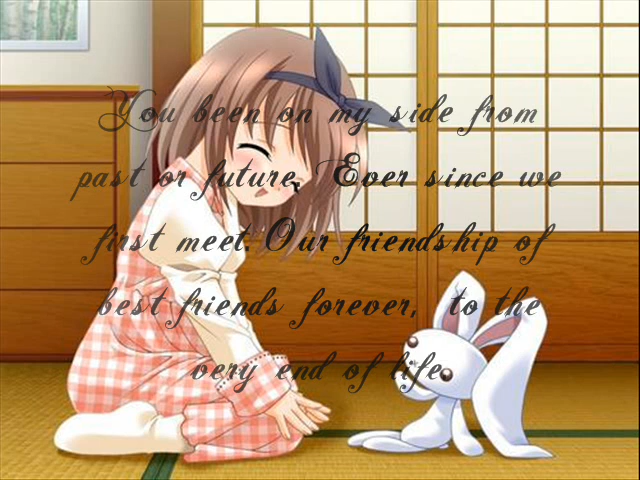 You been on my side from
past or future, Ever since we
first meet. Our friendship of
best friends forever, to the
very end of life.